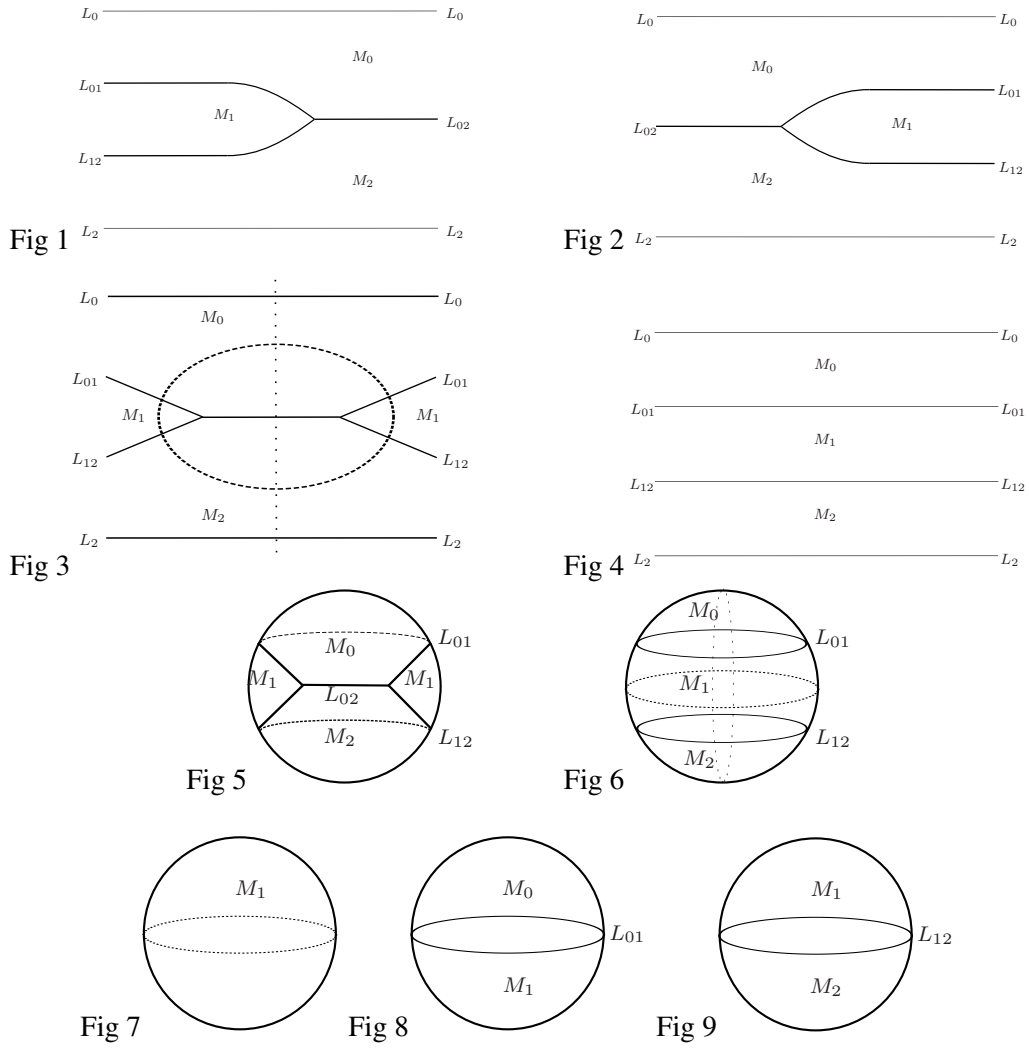 L₀ L₀
M₀
L₀₁
M₁
L₀₂
L₁₂
M₂
Fig 1 L₂ L₂
L₀ L₀
M₀
L₀₁
L₀₂ M₁
M₂ L₁₂
Fig 2 L₂ L₂
L₀ L₀
M₀
L₀₁ L₀₁
M₁ M₁
L₁₂ L₁₂
M₂
L₂ L₂
Fig 3
L₀ L₀
M₀
L₀₁ L₀₁
M₁
L₁₂ L₁₂
M₂
Fig 4 L₂ L₂
L₀₁
M₀
M₁ M₁
L₀₂
M₂ L₁₂
Fig 5
M₀
L₀₁
M₁
L₁₂
M₂
Fig 6
M₁
Fig 7
M₀
L₀₁
M₁
Fig 8
M₁
L₁₂
M₂
Fig 9